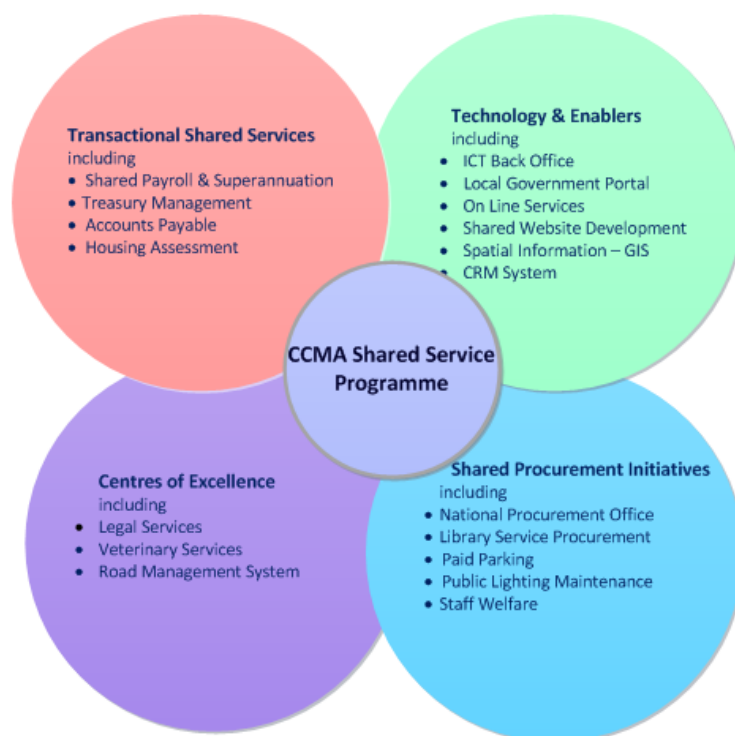 Transactional Shared Services
including
• Shared Payroll & Superannuation
• Treasury Management
• Accounts Payable
• Housing Assessment
Technology & Enablers
including
• ICT Back Office
• Local Government Portal
• On Line Services
• Shared Website Development
• Spatial Information – GIS
• CRM System
CCMA Shared Service
Programme
Centres of Excellence
including
• Legal Services
• Veterinary Services
• Road Management System
Shared Procurement Initiatives
including
• National Procurement Office
• Library Service Procurement
• Paid Parking
• Public Lighting Maintenance
• Staff Welfare